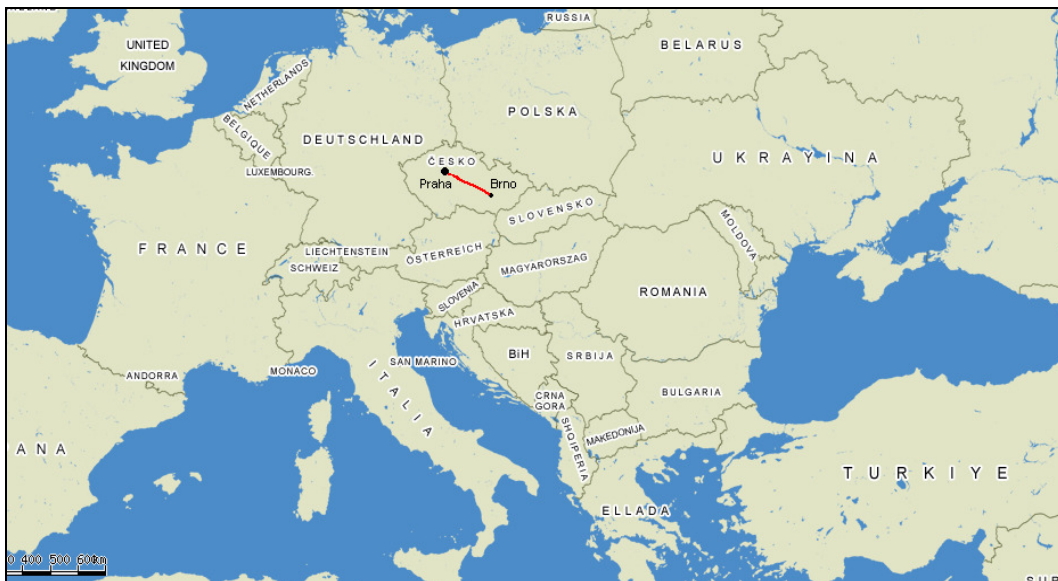 RUSSIA
UNITED
KINGDOM
BELARUS
NETHERLANDS
POLSKA
BELGIQUE
DEUTSCHLAND
UKRAYINA
ČESKO
LUXEMBOURG
Praha
Brno
SLOVENSKO
MOLDOVA
FRANCE
LIECHTENSTEIN
ÖSTERREICH
SCHWEIZ
MAGYARORSZAG
SLOVENIA
ROMANIA
HRVATSKA
BiH
SRBIJA
SAN MARINO
MONACO
ANDORRA
ITALIA
BULGARIA
CRNA
GORA
MAKEDONIJA
SHQIPERIA
ANA
TURKIYE
ELLADA
0 400 500 600km
SUR